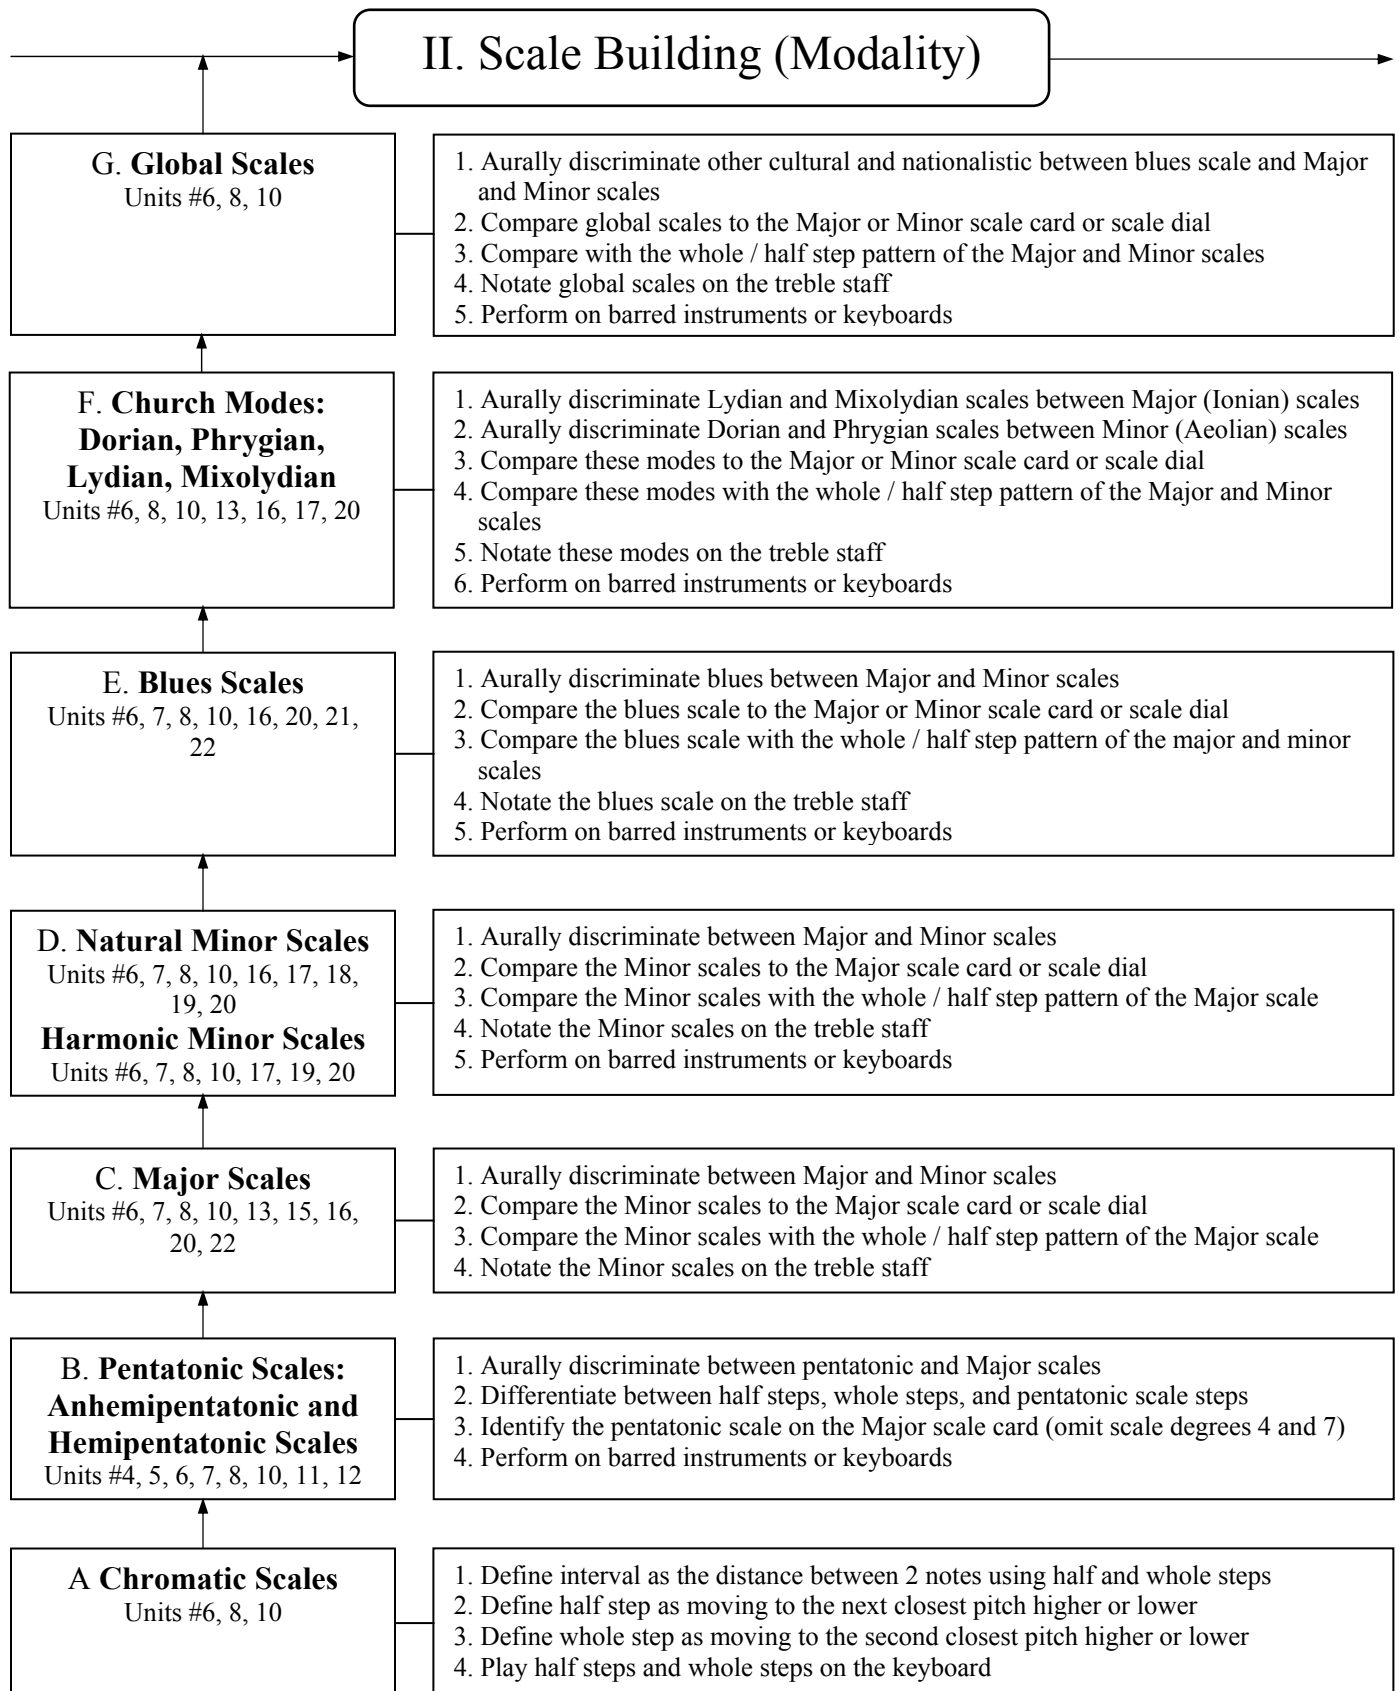 II. Scale Building (Modality)
G. Global Scales
Units #6, 8, 10
1. Aurally discriminate other cultural and nationalistic between blues scale and Major
and Minor scales
2. Compare global scales to the Major or Minor scale card or scale dial
3. Compare with the whole / half step pattern of the Major and Minor scales
4. Notate global scales on the treble staff
5. Perform on barred instruments or keyboards
F. Church Modes:
Dorian, Phrygian,
Lydian, Mixolydian
Units #6, 8, 10, 13, 16, 17, 20
1. Aurally discriminate Lydian and Mixolydian scales between Major (Ionian) scales
2. Aurally discriminate Dorian and Phrygian scales between Minor (Aeolian) scales
3. Compare these modes to the Major or Minor scale card or scale dial
4. Compare these modes with the whole / half step pattern of the Major and Minor
scales
5. Notate these modes on the treble staff
6. Perform on barred instruments or keyboards
E. Blues Scales
Units #6, 7, 8, 10, 16, 20, 21,
22
1. Aurally discriminate blues between Major and Minor scales
2. Compare the blues scale to the Major or Minor scale card or scale dial
3. Compare the blues scale with the whole / half step pattern of the major and minor
scales
4. Notate the blues scale on the treble staff
5. Perform on barred instruments or keyboards
D. Natural Minor Scales
Units #6, 7, 8, 10, 16, 17, 18,
19, 20
Harmonic Minor Scales
Units #6, 7, 8, 10, 17, 19, 20
1. Aurally discriminate between Major and Minor scales
2. Compare the Minor scales to the Major scale card or scale dial
3. Compare the Minor scales with the whole / half step pattern of the Major scale
4. Notate the Minor scales on the treble staff
5. Perform on barred instruments or keyboards
C. Major Scales
Units #6, 7, 8, 10, 13, 15, 16,
20, 22
1. Aurally discriminate between Major and Minor scales
2. Compare the Minor scales to the Major scale card or scale dial
3. Compare the Minor scales with the whole / half step pattern of the Major scale
4. Notate the Minor scales on the treble staff
B. Pentatonic Scales:
Anhemipentatonic and
Hemipentatonic Scales
Units #4, 5, 6, 7, 8, 10, 11, 12
1. Aurally discriminate between pentatonic and Major scales
2. Differentiate between half steps, whole steps, and pentatonic scale steps
3. Identify the pentatonic scale on the Major scale card (omit scale degrees 4 and 7)
4. Perform on barred instruments or keyboards
A Chromatic Scales
Units #6, 8, 10
1. Define interval as the distance between 2 notes using half and whole steps
2. Define half step as moving to the next closest pitch higher or lower
3. Define whole step as moving to the second closest pitch higher or lower
4. Play half steps and whole steps on the keyboard